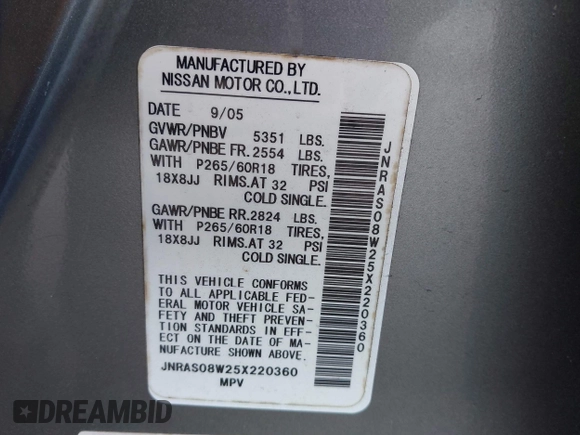 MANUFACTURED BY
NISSAN MOTOR CO.,LTD.
DATE 9/05
GVWR/PNBV 5351 LBS.
GAWR/PNBE FR.2554 LBS.
WITH P265/60R18 TIRES,
18X8JJ RIMS.AT 32 PSI
COLD SINGLE.
GAWR/PNBE RR.2824 LBS.
WITH P265/60R18 TIRES,
18X8JJ RIMS.AT 32 PSI
COLD SINGLE.
THIS VEHICLE CONFORMS
TO ALL APPLICABLE FED-
ERAL MOTOR VEHICLE SA-
FETY AND THEFT PREVEN-
TION STANDARDS IN EFF-
ECT ON THE DATE OF MA-
NUFACTURE SHOWN ABOVE.
JNRAS08W25X220360
MPV
JNRAS08W25X220360
DREAMBID